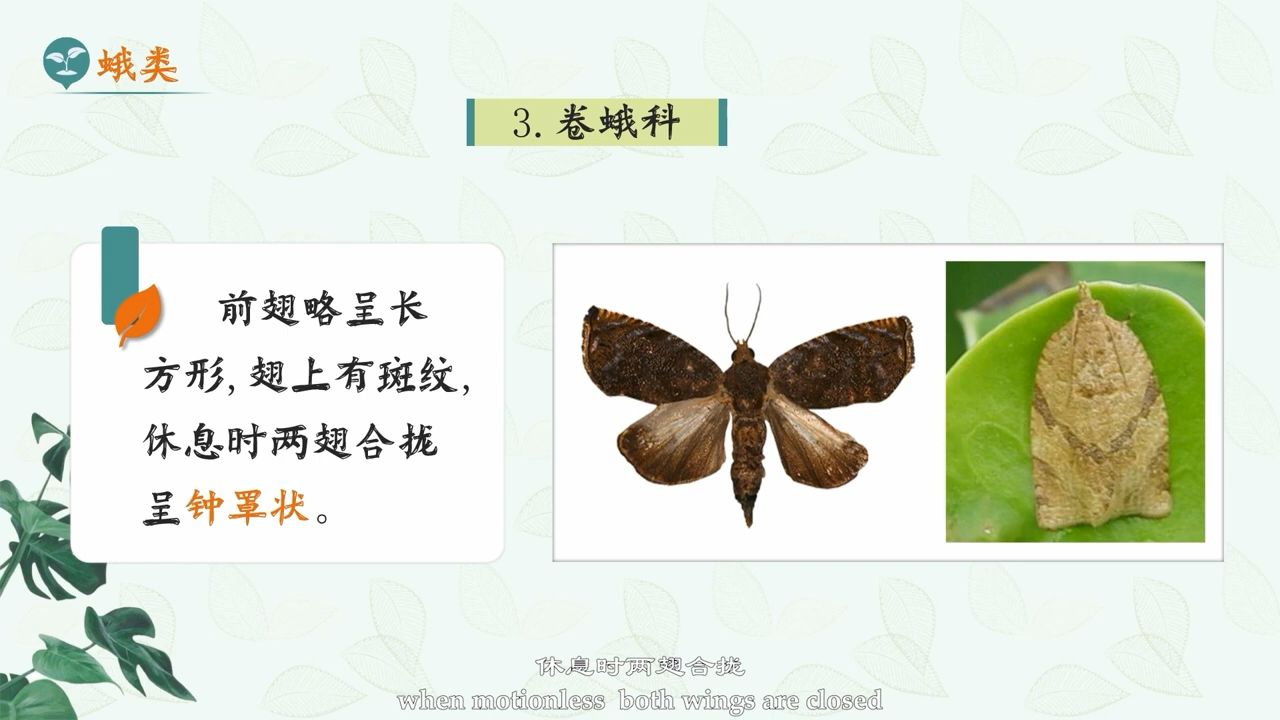 蛾类
3. 卷蛾科
前翅略呈长
方形, 翅上有斑纹,
休息时两翅合拢
呈钟罩状。
休息时两翅合拢
when motionless both wings are closed